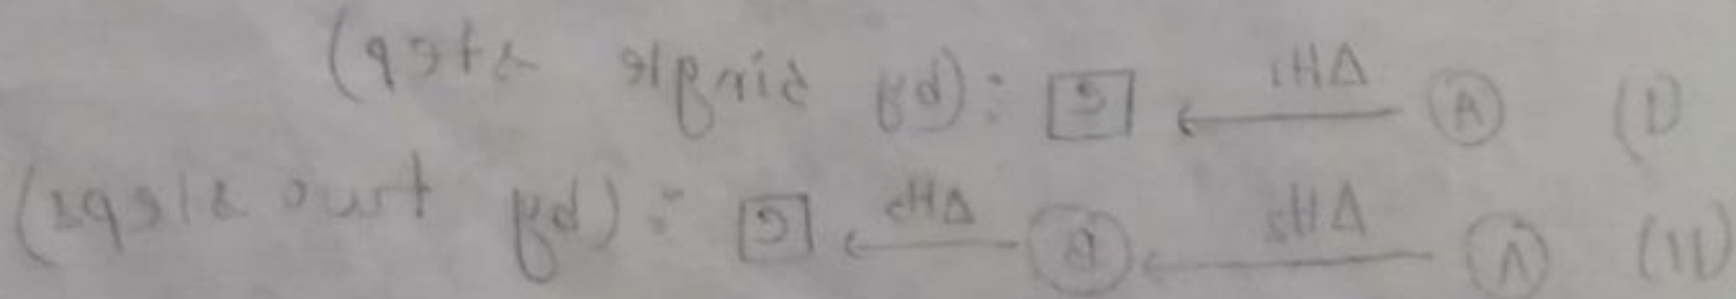 (I) A → ΔH1 C : (by single step)
(II) A → ΔH2 B → ΔH3 C : (by two steps)